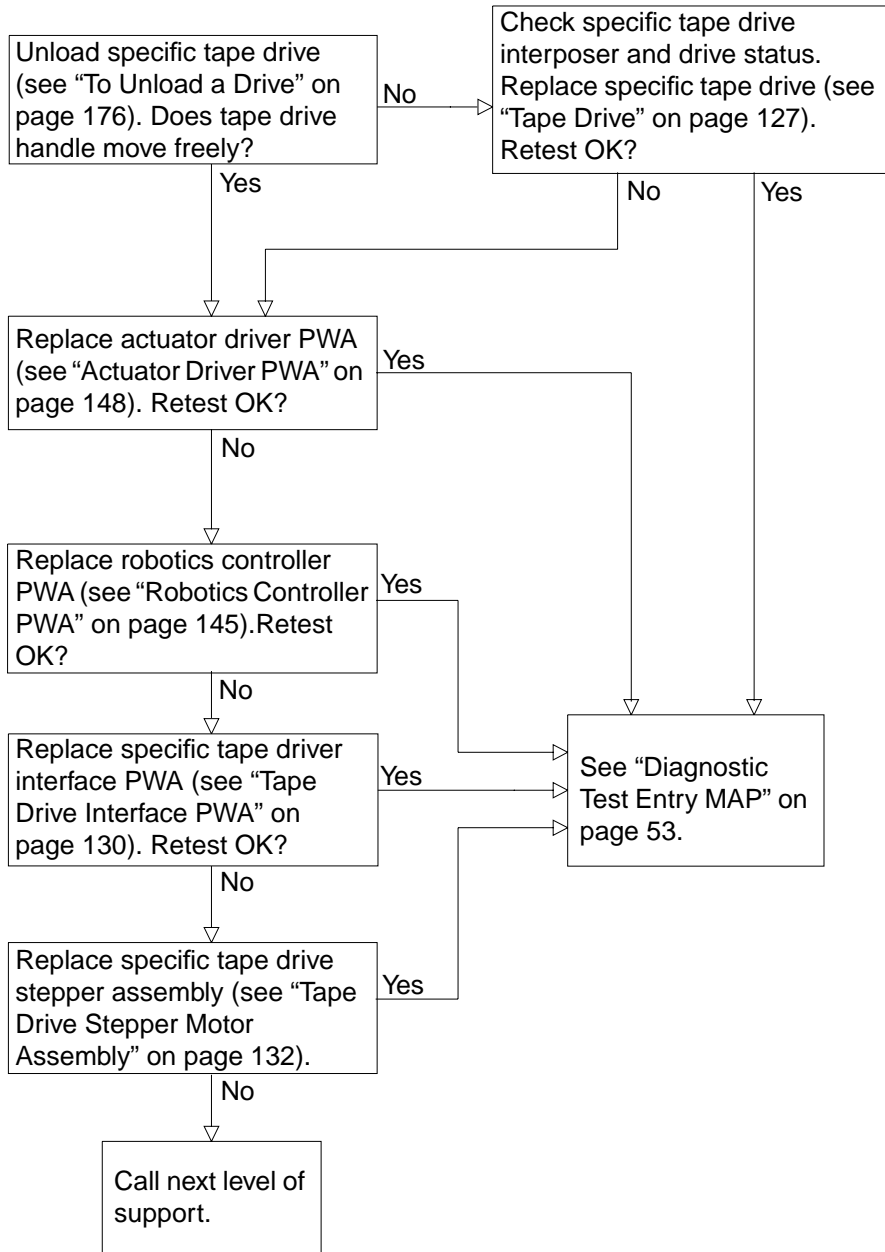 Unload specific tape drive
(see “To Unload a Drive” on
page 176). Does tape drive
handle move freely?
No
Check specific tape drive
interposer and drive status.
Replace specific tape drive (see
“Tape Drive” on page 127).
Retest OK?
Yes
No
Yes
Replace actuator driver PWA
(see “Actuator Driver PWA” on
page 148). Retest OK?
Yes
No
Replace robotics controller
PWA (see “Robotics Controller
PWA” on page 145).Retest
OK?
Yes
No
Replace specific tape driver
interface PWA (see “Tape
Drive Interface PWA” on
page 130). Retest OK?
Yes
See “Diagnostic
Test Entry MAP” on
page 53.
No
Replace specific tape drive
stepper assembly (see “Tape
Drive Stepper Motor
Assembly” on page 132).
Yes
No
Call next level of
support.